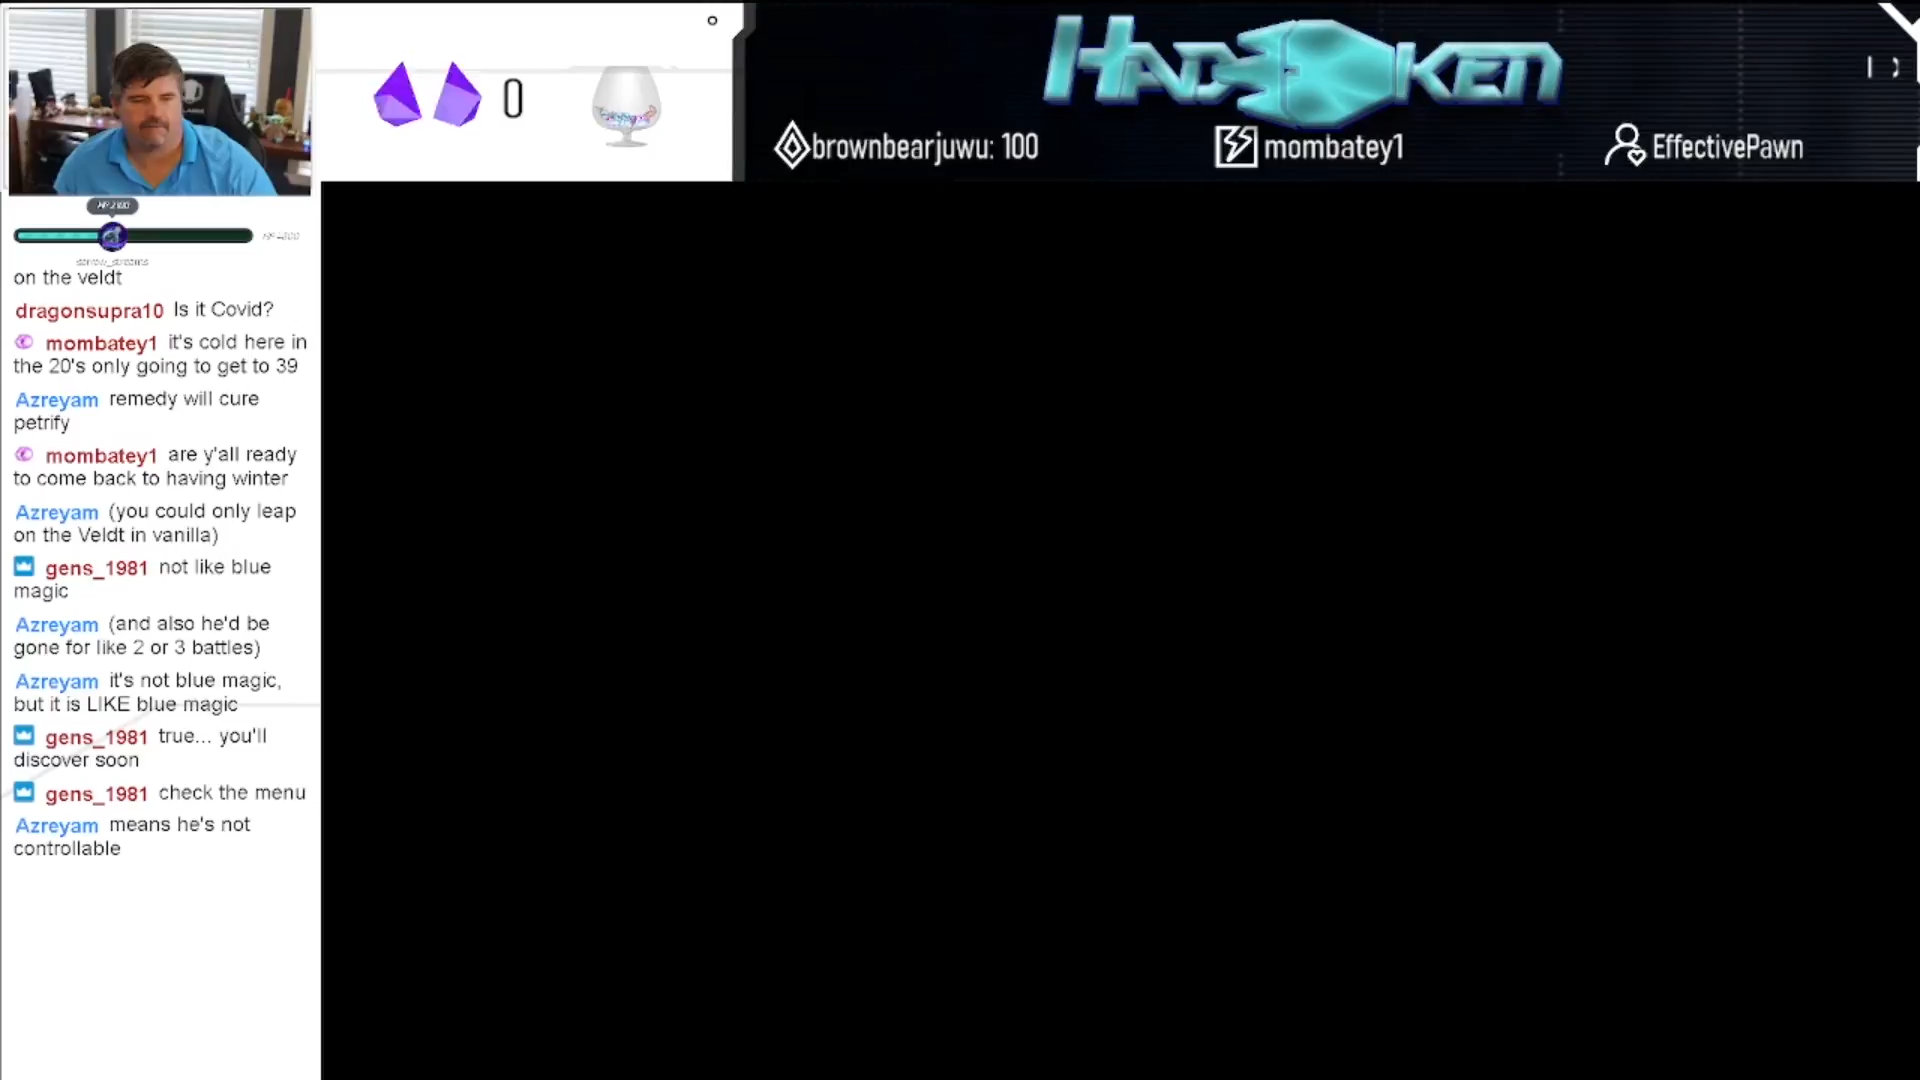 0
HADOKEN
brownbearjuwu: 100
mombatey1
EffectivePawn
on the veldt
dragonsupra10 Is it Covid?
mombatey1 it's cold here in
the 20's only going to get to 39
Azreyam remedy will cure
petrify
mombatey1 are y'all ready
to come back to having winter
Azreyam (you could only leap
on the Veldt in vanilla)
gens_1981 not like blue
magic
Azreyam (and also he'd be
gone for like 2 or 3 battles)
Azreyam it's not blue magic,
but it is LIKE blue magic
gens_1981 true... you'll
discover soon
gens_1981 check the menu
Azreyam means he's not
controllable